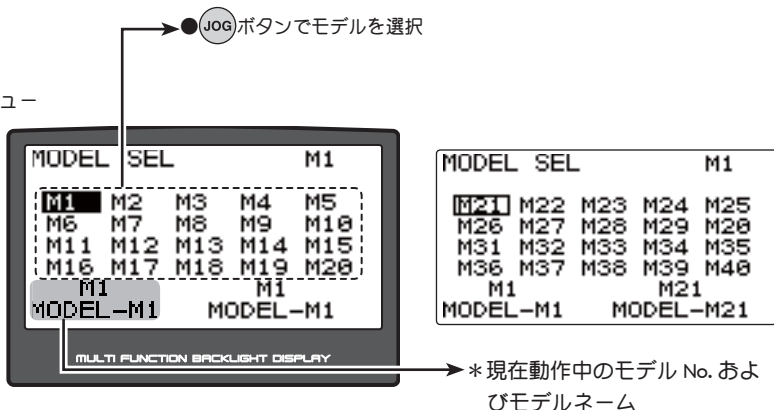 ●JOGボタンでモデルを選択
ュー
MODEL SEL M1
M1 M2 M3 M4 M5
M6 M7 M8 M9 M10
M11 M12 M13 M14 M15
M16 M17 M18 M19 M20
M1 M1
MODEL-M1 MODEL-M1
MULTI FUNCTION BACKLIGHT DISPLAY
MODEL SEL M1
M21 M22 M23 M24 M25
M26 M27 M28 M29 M20
M31 M32 M33 M34 M35
M36 M37 M38 M39 M40
M1 M21
MODEL-M1 MODEL-M21
＊現在動作中のモデル No. およ
びモデルネーム